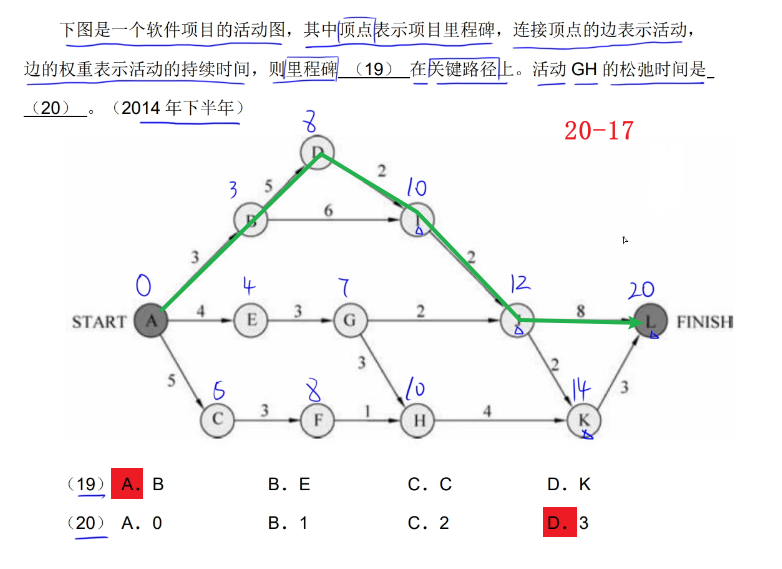 下图是一个软件项目的活动图，其中顶点表示项目里程碑，连接顶点的边表示活动，
边的权重表示活动的持续时间，则里程碑 （19） 在关键路径上。活动 GH 的松弛时间是
（20） 。（2014 年下半年）
20-17
8
D
2
10
3
5
B
6
I
3
2
0
4
7
12
20
START
A
4
E
3
G
2
8
L
FINISH
5
3
2
3
8
10
14
C
3
F
1
H
4
K
（19） A. B B. E C. C D. K
（20） A. 0 B. 1 C. 2 D. 3